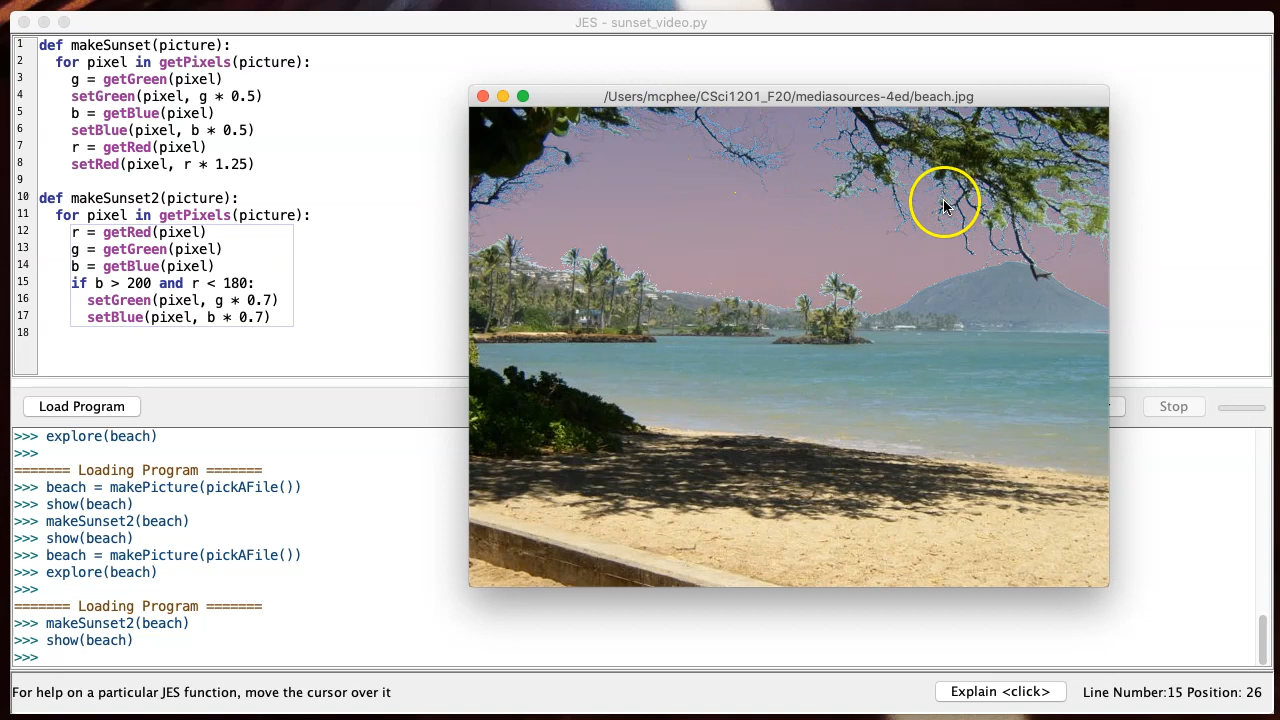 JES - sunset_video.py
1 def makeSunset(picture):
2 for pixel in getPixels(picture):
3 g = getGreen(pixel)
4 setGreen(pixel, g * 0.5)
5 b = getBlue(pixel)
6 setBlue(pixel, b * 0.5)
7 r = getRed(pixel)
8 setRed(pixel, r * 1.25)
9
10 def makeSunset2(picture):
11 for pixel in getPixels(picture):
12 r = getRed(pixel)
13 g = getGreen(pixel)
14 b = getBlue(pixel)
15 if b > 200 and r < 180:
16 setGreen(pixel, g * 0.7)
17 setBlue(pixel, b * 0.7)
18
/Users/mcphee/CSci1201_F20/mediasources-4ed/beach.jpg
Load Program
Stop
>>> explore(beach)
>>>
======= Loading Program =======
>>> beach = makePicture(pickAFile())
>>> show(beach)
>>> makeSunset2(beach)
>>> show(beach)
>>> beach = makePicture(pickAFile())
>>> explore(beach)
>>>
======= Loading Program =======
>>> makeSunset2(beach)
>>> show(beach)
>>>
For help on a particular JES function, move the cursor over it
Explain <click>
Line Number:15 Position: 26